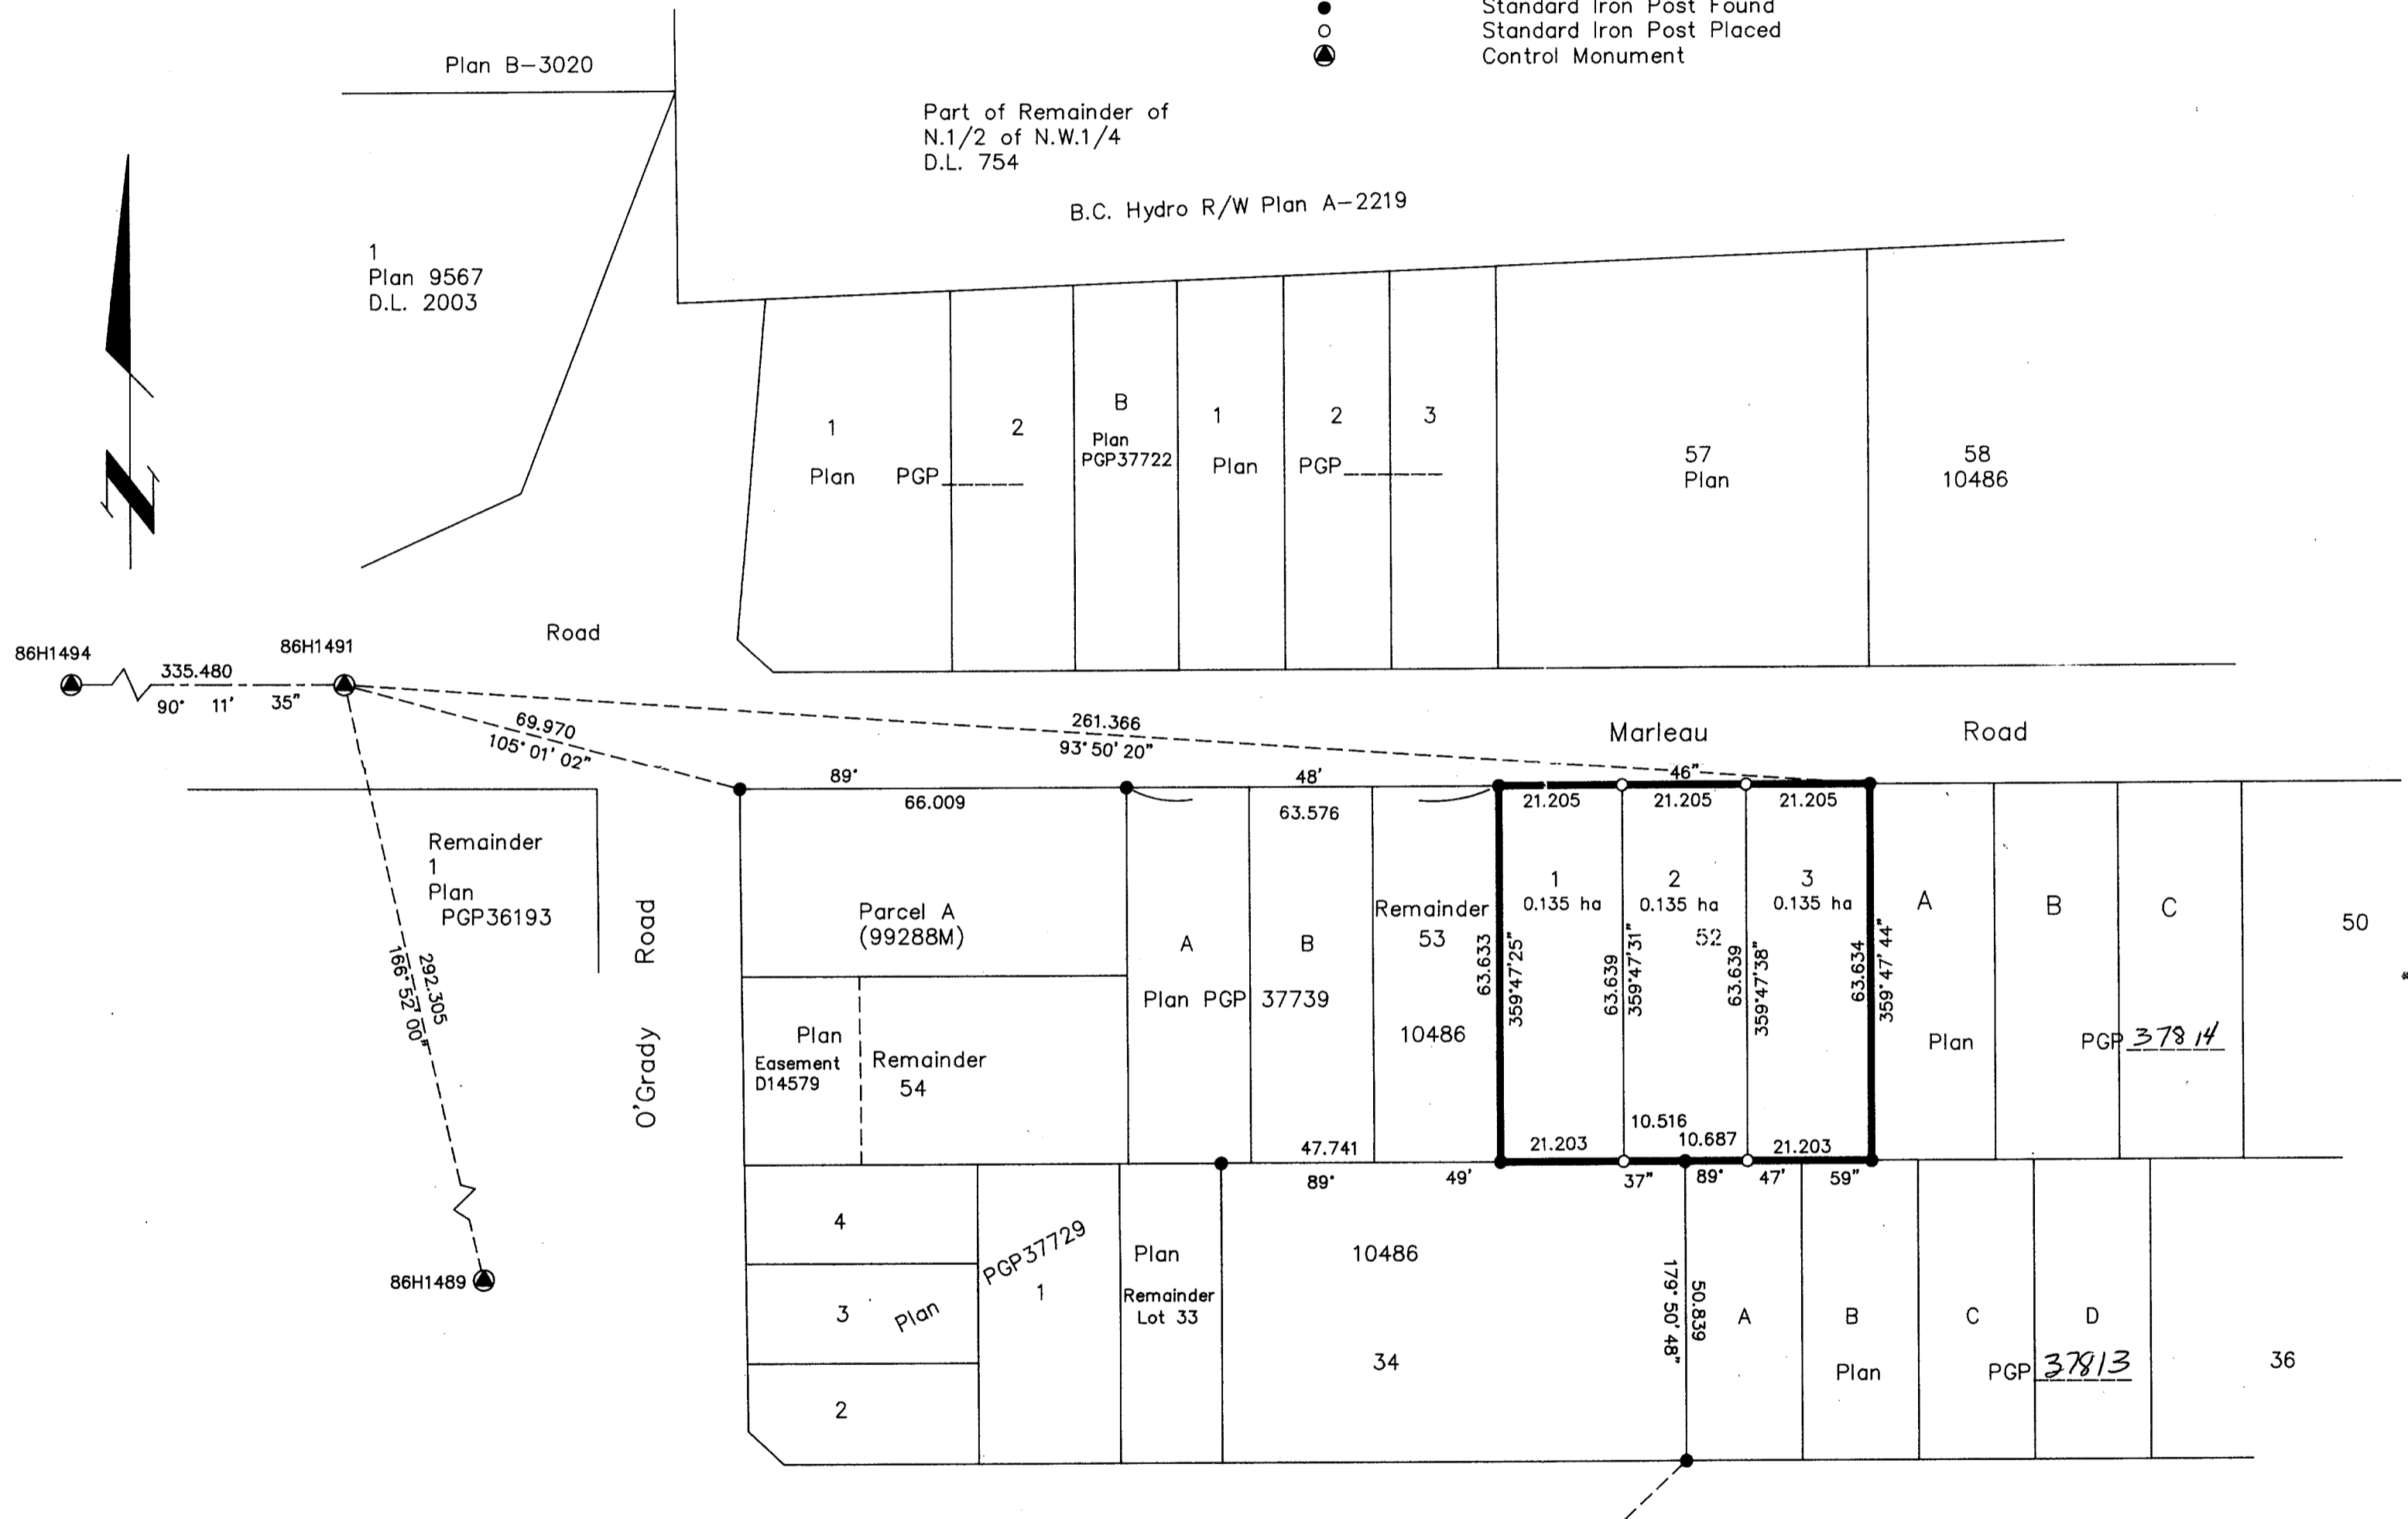 Standard Iron Post Found
Standard Iron Post Placed
Control Monument
Plan B-3020
Part of Remainder of
N.1/2 of N.W.1/4
D.L. 754
B.C. Hydro R/W Plan A-2219
1
Plan 9567
D.L. 2003
N
1
Plan PGP
2
B
Plan
PGP37722
1
Plan
2
PGP
3
57
Plan
58
10486
Road
86H1494
335.480
90° 11' 35"
86H1491
69.970
105° 01' 02"
261.366
93° 50' 20"
Marleau Road
89° 48' 46"
66.009
63.576
21.205
21.205
21.205
Remainder
1
Plan
PGP36193
292.305
166° 52' 00"
86H1489
O'Grady Road
Parcel A
(99288M)
Plan
Easement
D14579
Remainder
54
A
B
Plan PGP 37739
Remainder
53
10486
63.633
359°47'25"
1
0.135 ha
63.639
359°47'31"
2
0.135 ha
52
63.639
359°47'38"
3
0.135 ha
63.634
359°47'44"
A
B
C
Plan PGP 37814
50
47.741
21.203
10.516
10.687
21.203
89° 49' 37"
89° 47' 59"
4
3
2
Plan PGP37729
1
Plan
Remainder
Lot 33
10486
34
179° 50' 48"
50.839
A
B
C
D
Plan PGP 37813
36